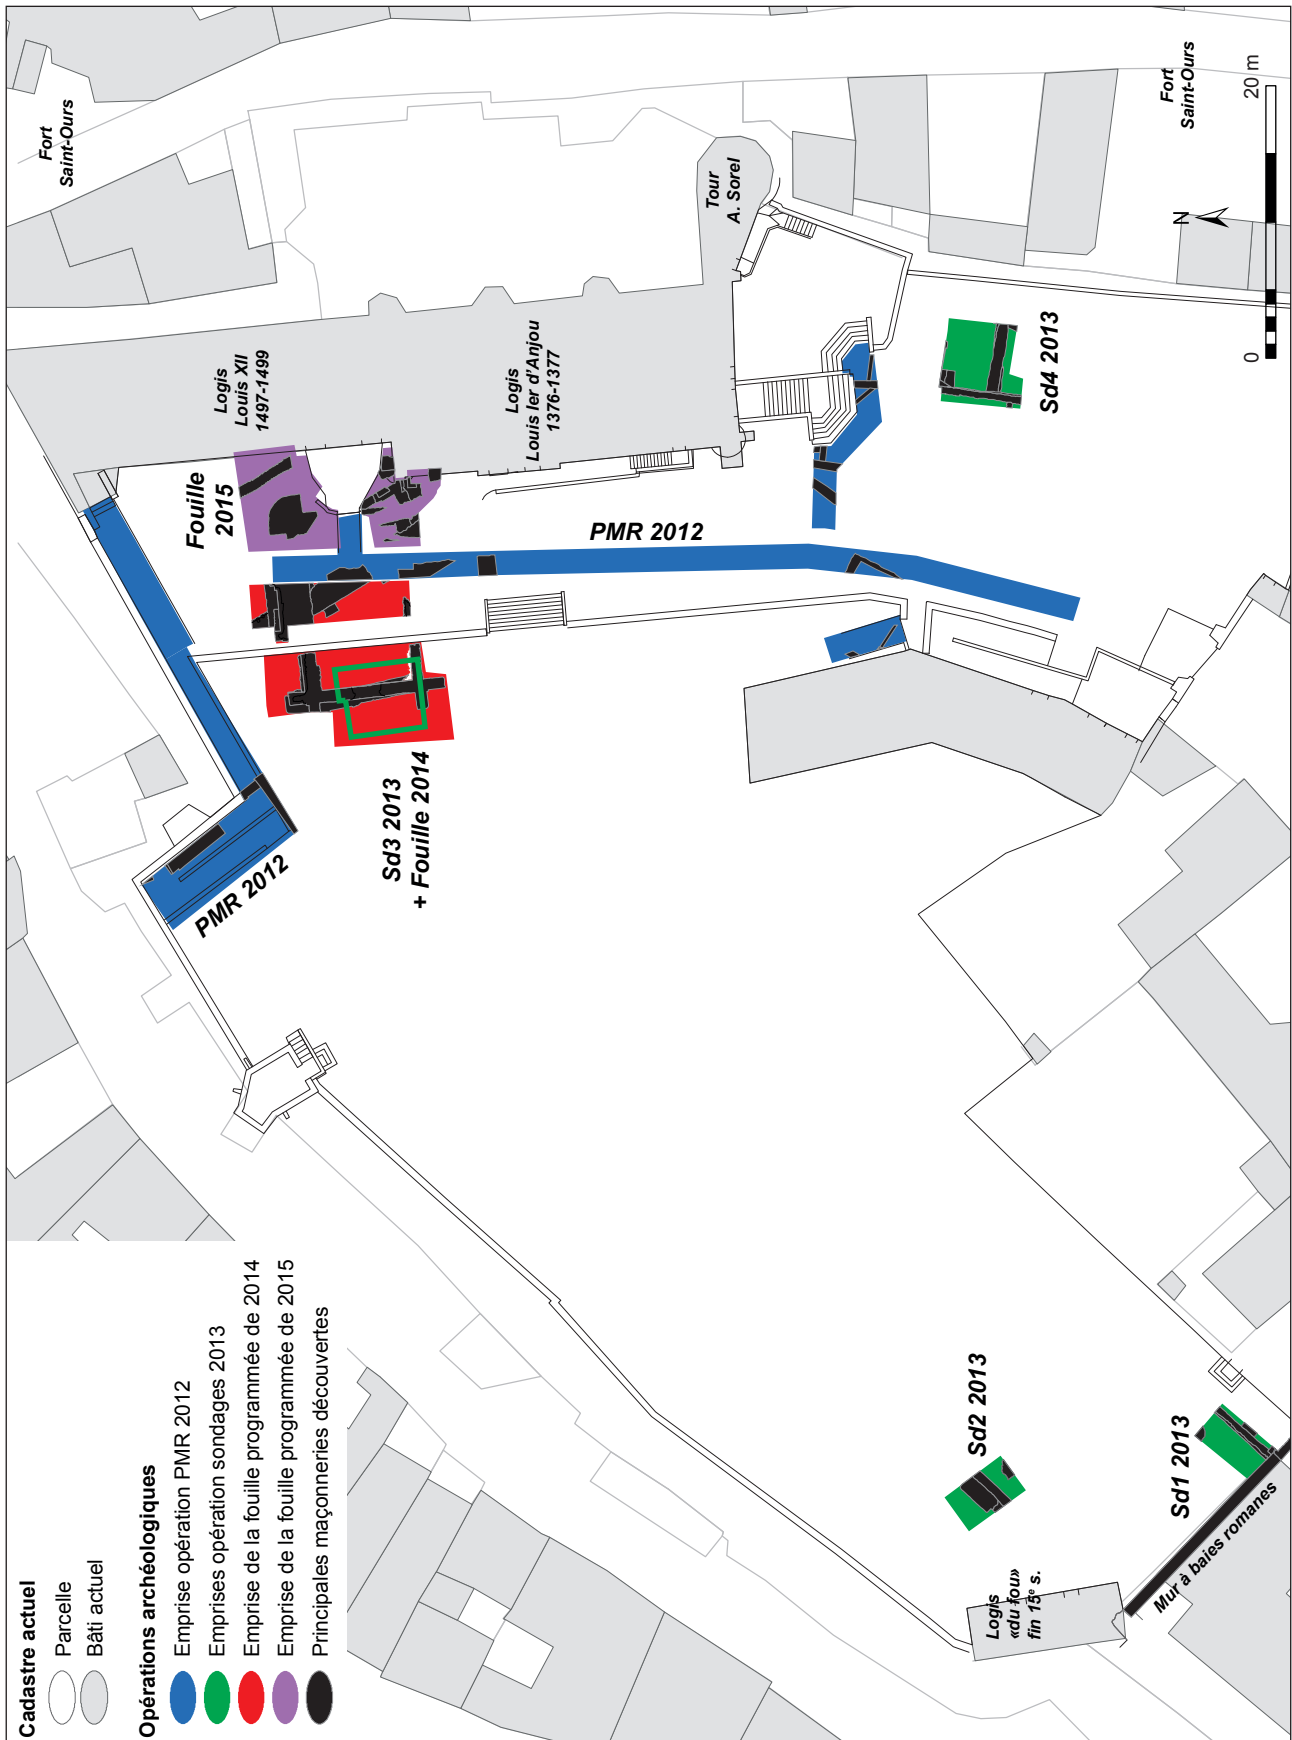 Fort
Saint-Ours
Fort
Saint-Ours
Tour
A. Sorel
N
0
20 m
Logis
Louis XII
1497-1499
Logis
Louis Ier d'Anjou
1376-1377
Fouille
2015
PMR 2012
Sd4 2013
Sd3 2013
+ Fouille 2014
PMR 2012
Sd2 2013
Sd1 2013
Mur à baies romanes
Logis
«du fou»
fin 15e s.
Cadastre actuel
Parcelle
Bâti actuel
Opérations archéologiques
Emprise opération PMR 2012
Emprises opération sondages 2013
Emprise de la fouille programmée de 2014
Emprise de la fouille programmée de 2015
Principales maçonneries découvertes